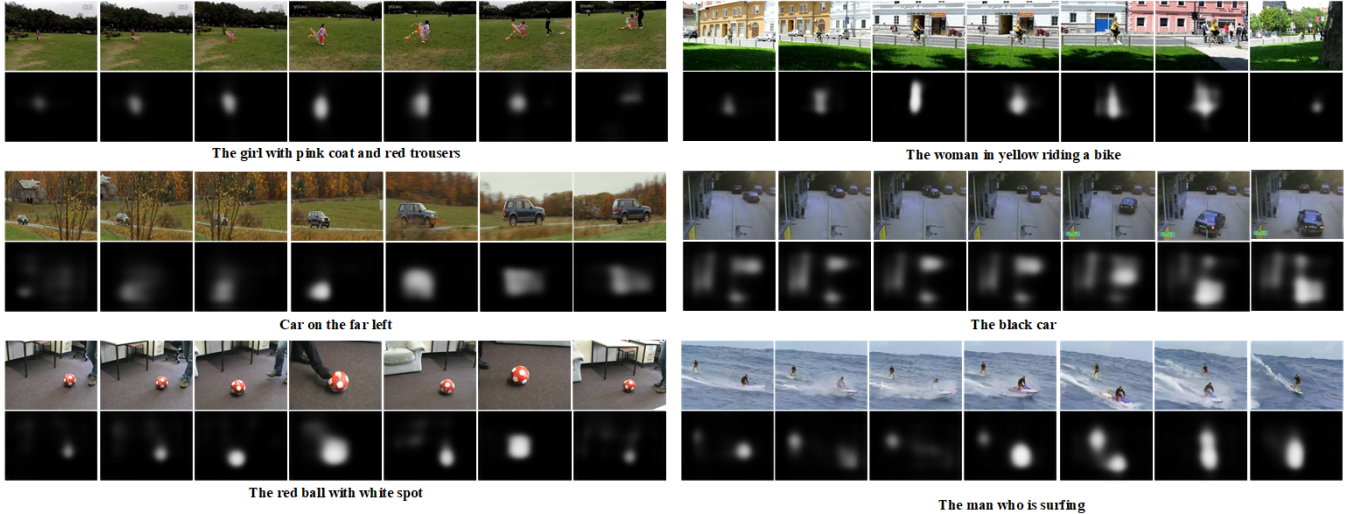 The girl with pink coat and red trousers
The woman in yellow riding a bike
Car on the far left
The black car
The red ball with white spot
The man who is surfing